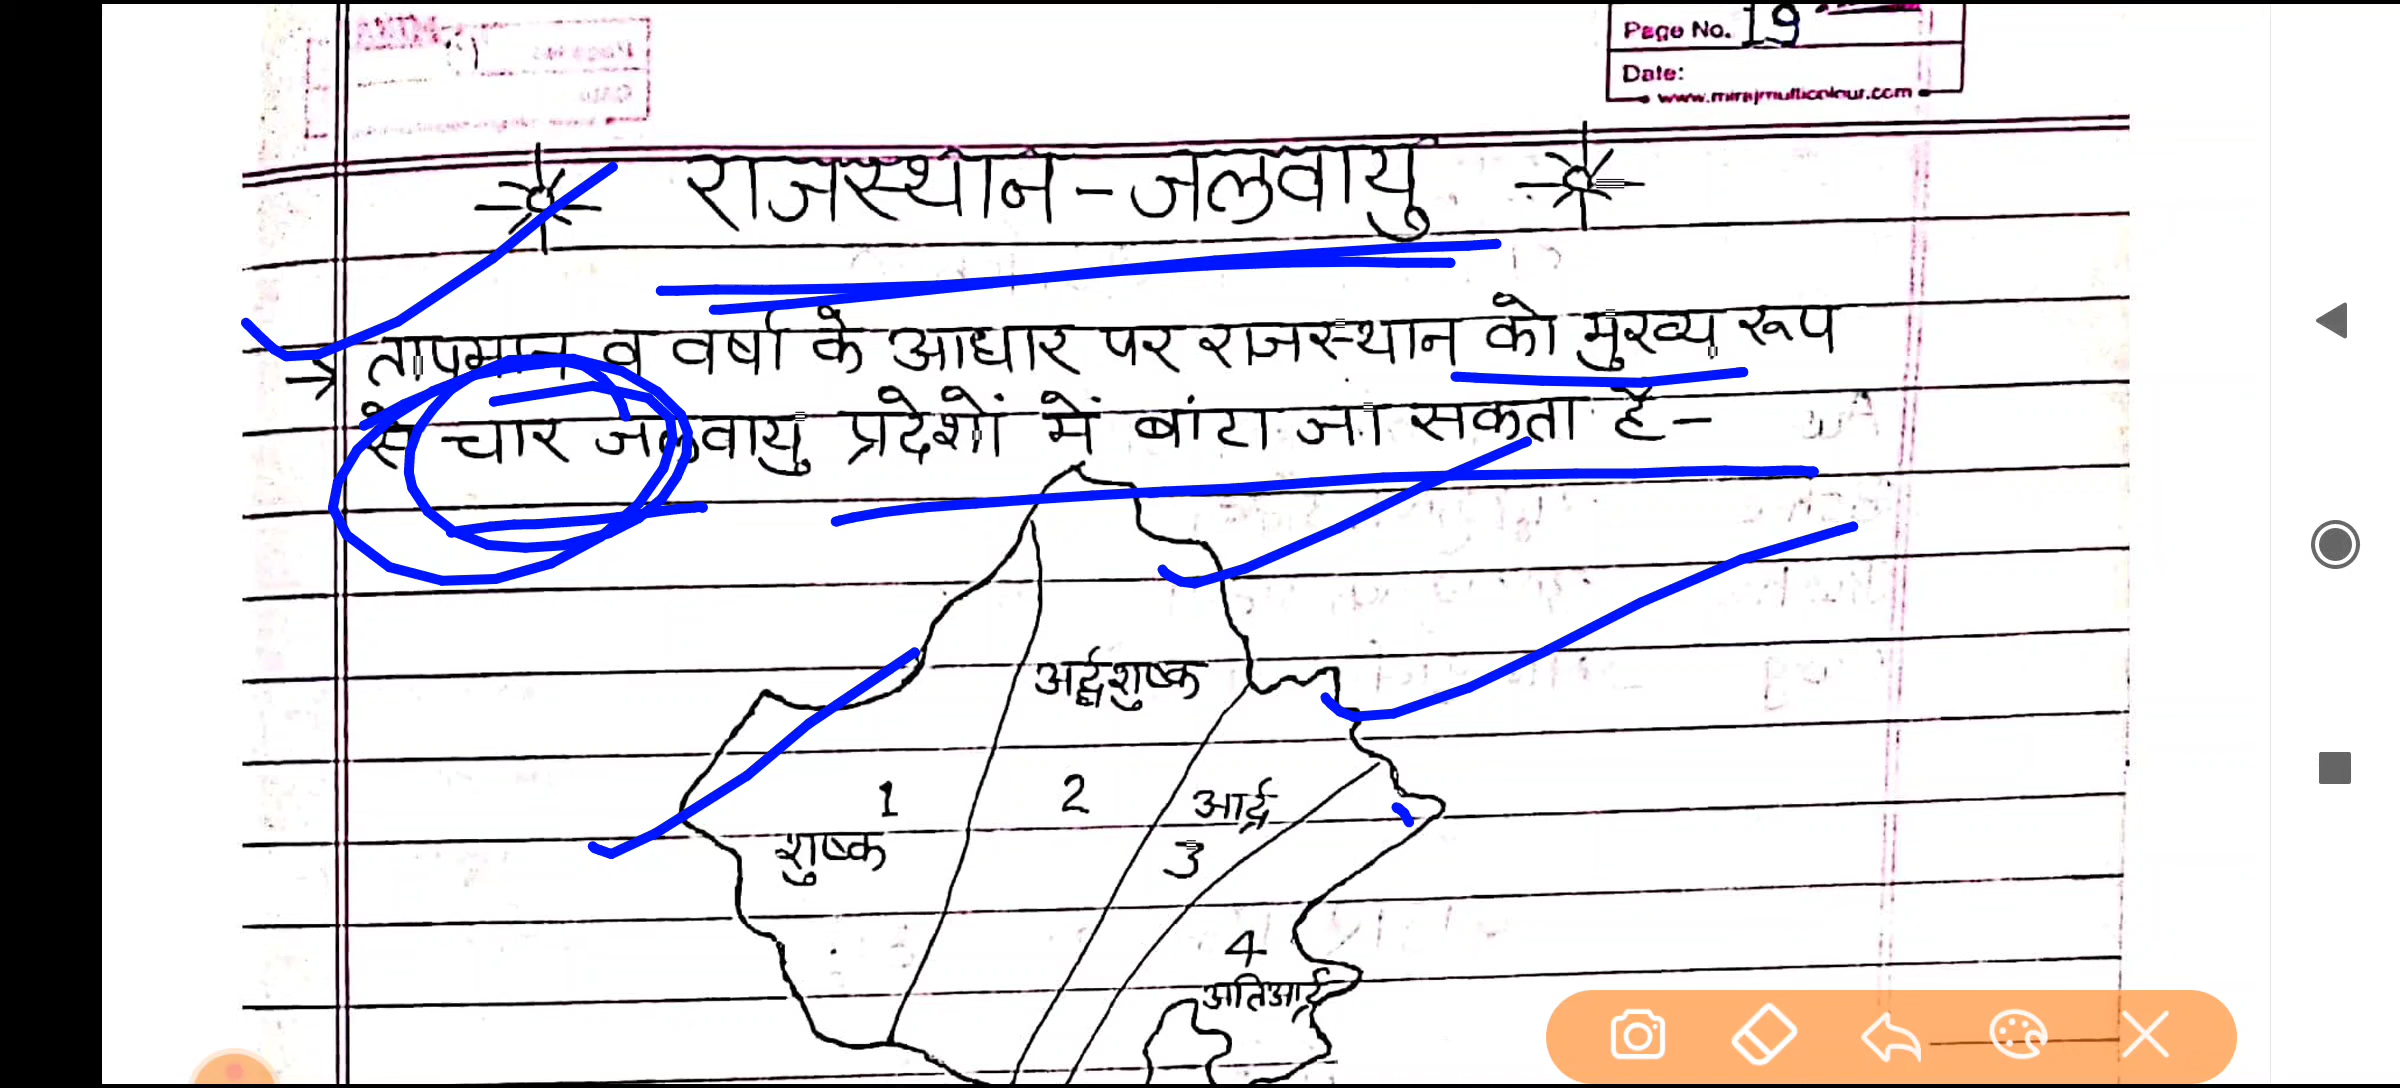 Page No. 19
Date:
www.mirajmulticolour.com
राजस्थान - जलवायु
→ तापमान व वर्षा के आधार पर राजस्थान को मुख्य रूप
से चार जलवायु प्रदेशों में बांटा जा सकता है -
अर्द्धशुष्क
1 2 आर्द्र
शुष्क 3
4
अतिआर्द्र